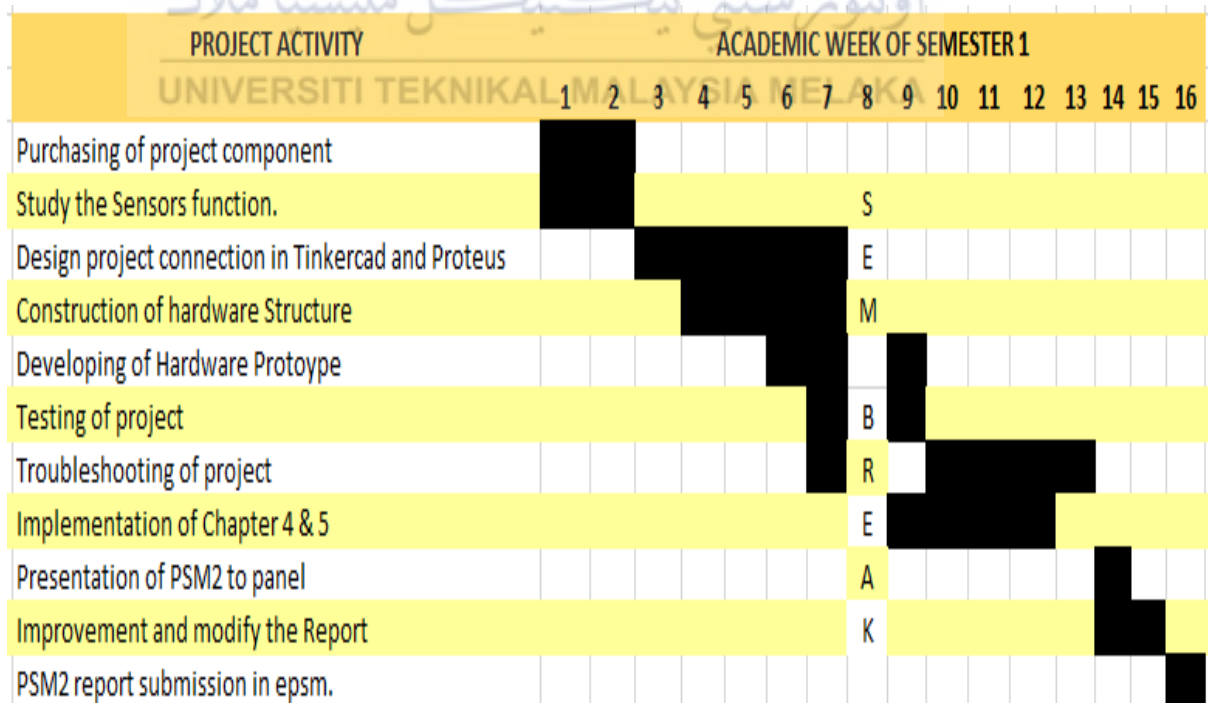 اونيورسيتي تيكنيكل مليسيا ملاك
PROJECT ACTIVITY ACADEMIC WEEK OF SEMESTER 1
UNIVERSITI TEKNIKAL MALAYSIA MELAKA
1 2 3 4 5 6 7 8 9 10 11 12 13 14 15 16
Purchasing of project component
Study the Sensors function. S
Design project connection in Tinkercad and Proteus E
Construction of hardware Structure M
Developing of Hardware Protoype
Testing of project B
Troubleshooting of project R
Implementation of Chapter 4 & 5 E
Presentation of PSM2 to panel A
Improvement and modify the Report K
PSM2 report submission in epsm.